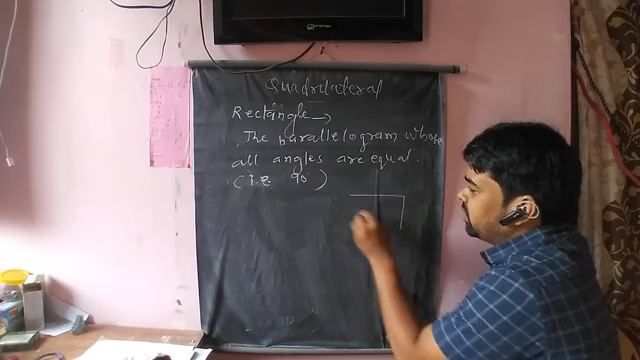 Quadrilateral
Rectangle →
The parallelogram whose
all angles are equal.
(i.e. 90°)